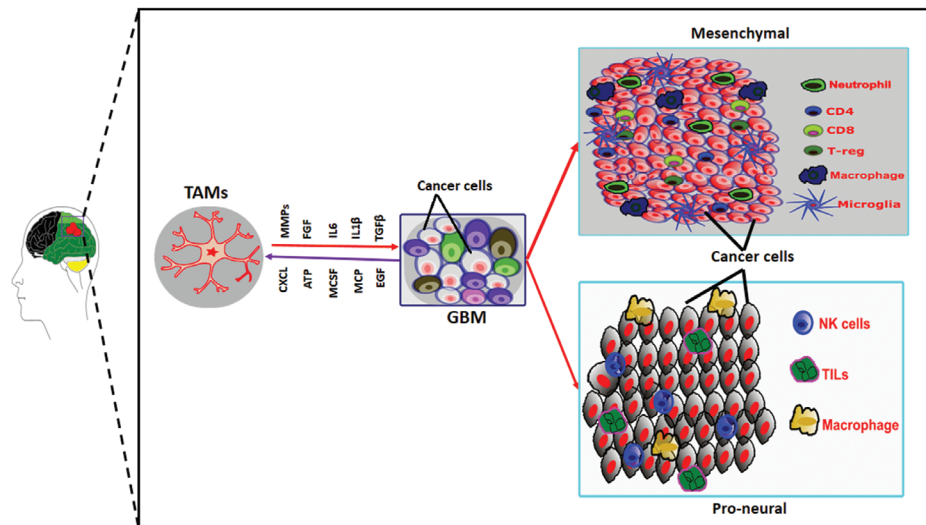 Mesenchymal
Neutrophil
CD4
CD8
T-reg
Macrophage
Microglia
TAMs
MMPs
FGF
IL6
IL1β
TGFβ
CXCL
ATP
MCSF
MCP
EGF
Cancer cells
GBM
Cancer cells
NK cells
TILs
Macrophage
Pro-neural